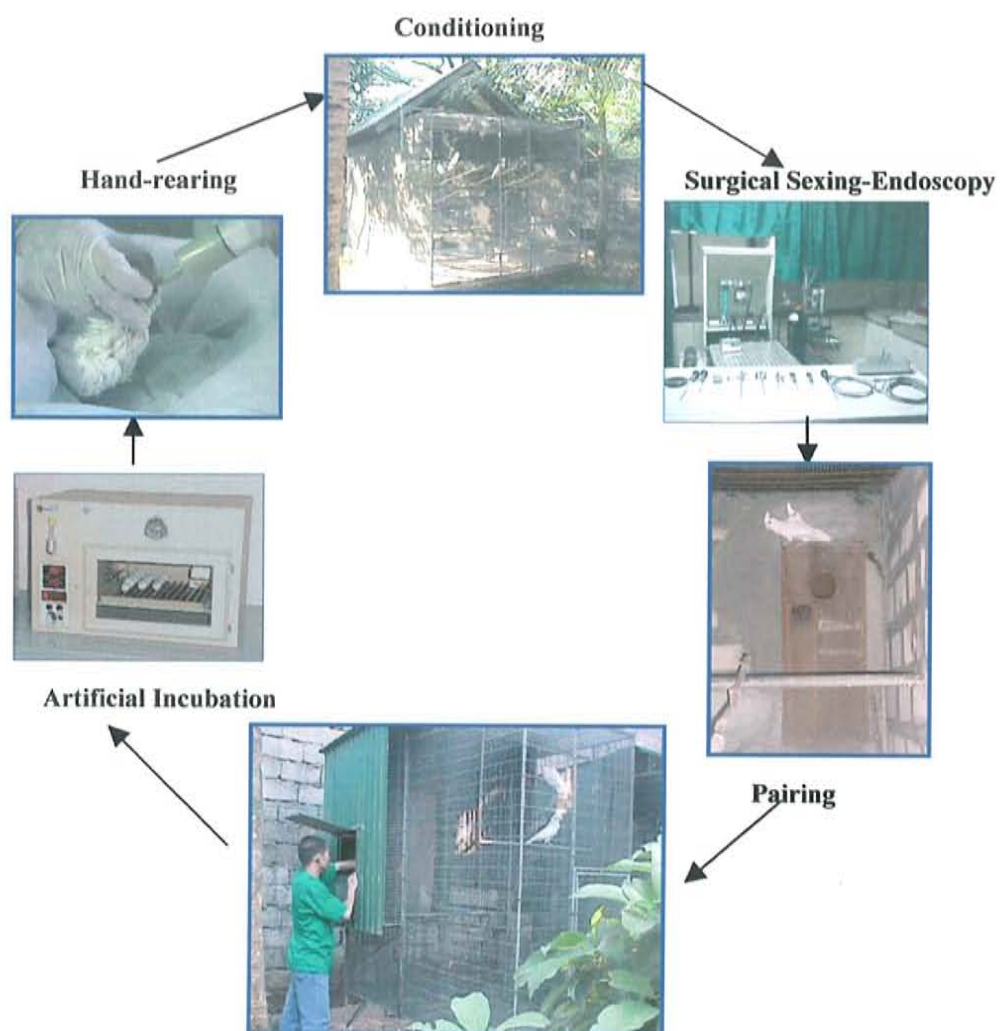 Conditioning
Hand-rearing
Surgical Sexing-Endoscopy
Artificial Incubation
Pairing